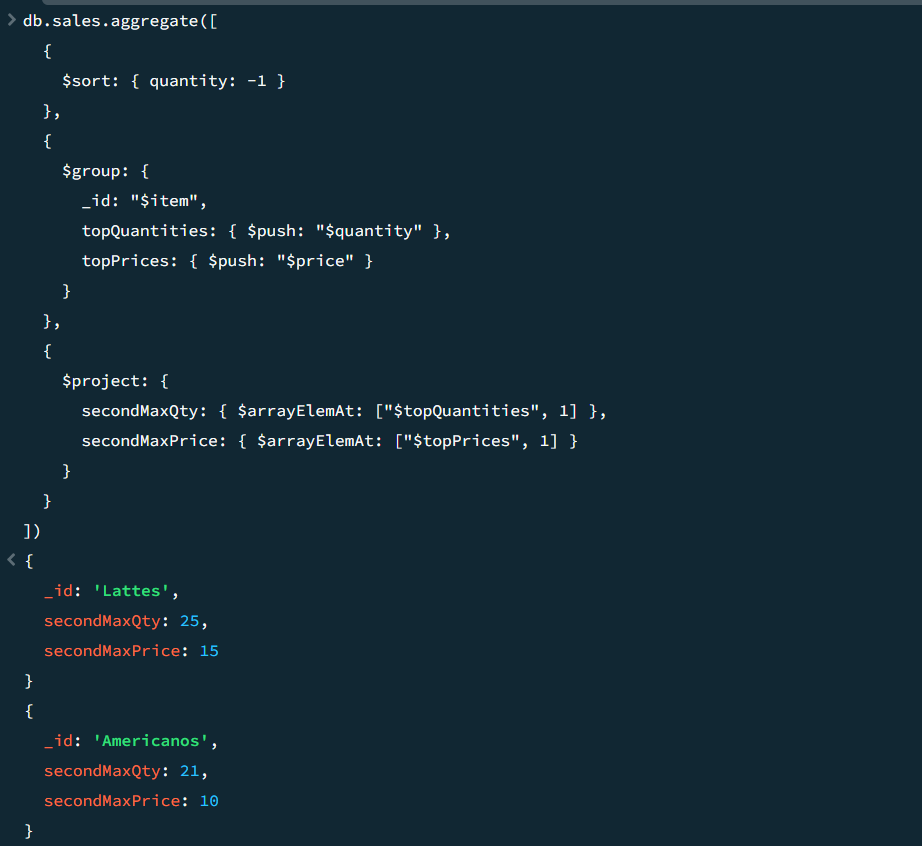 db.sales.aggregate([
{
$sort: { quantity: -1 }
},
{
$group: {
_id: "$item",
topQuantities: { $push: "$quantity" },
topPrices: { $push: "$price" }
}
},
{
$project: {
secondMaxQty: { $arrayElemAt: ["$topQuantities", 1] },
secondMaxPrice: { $arrayElemAt: ["$topPrices", 1] }
}
}
])
{
_id: 'Lattes',
secondMaxQty: 25,
secondMaxPrice: 15
}
{
_id: 'Americanos',
secondMaxQty: 21,
secondMaxPrice: 10
}